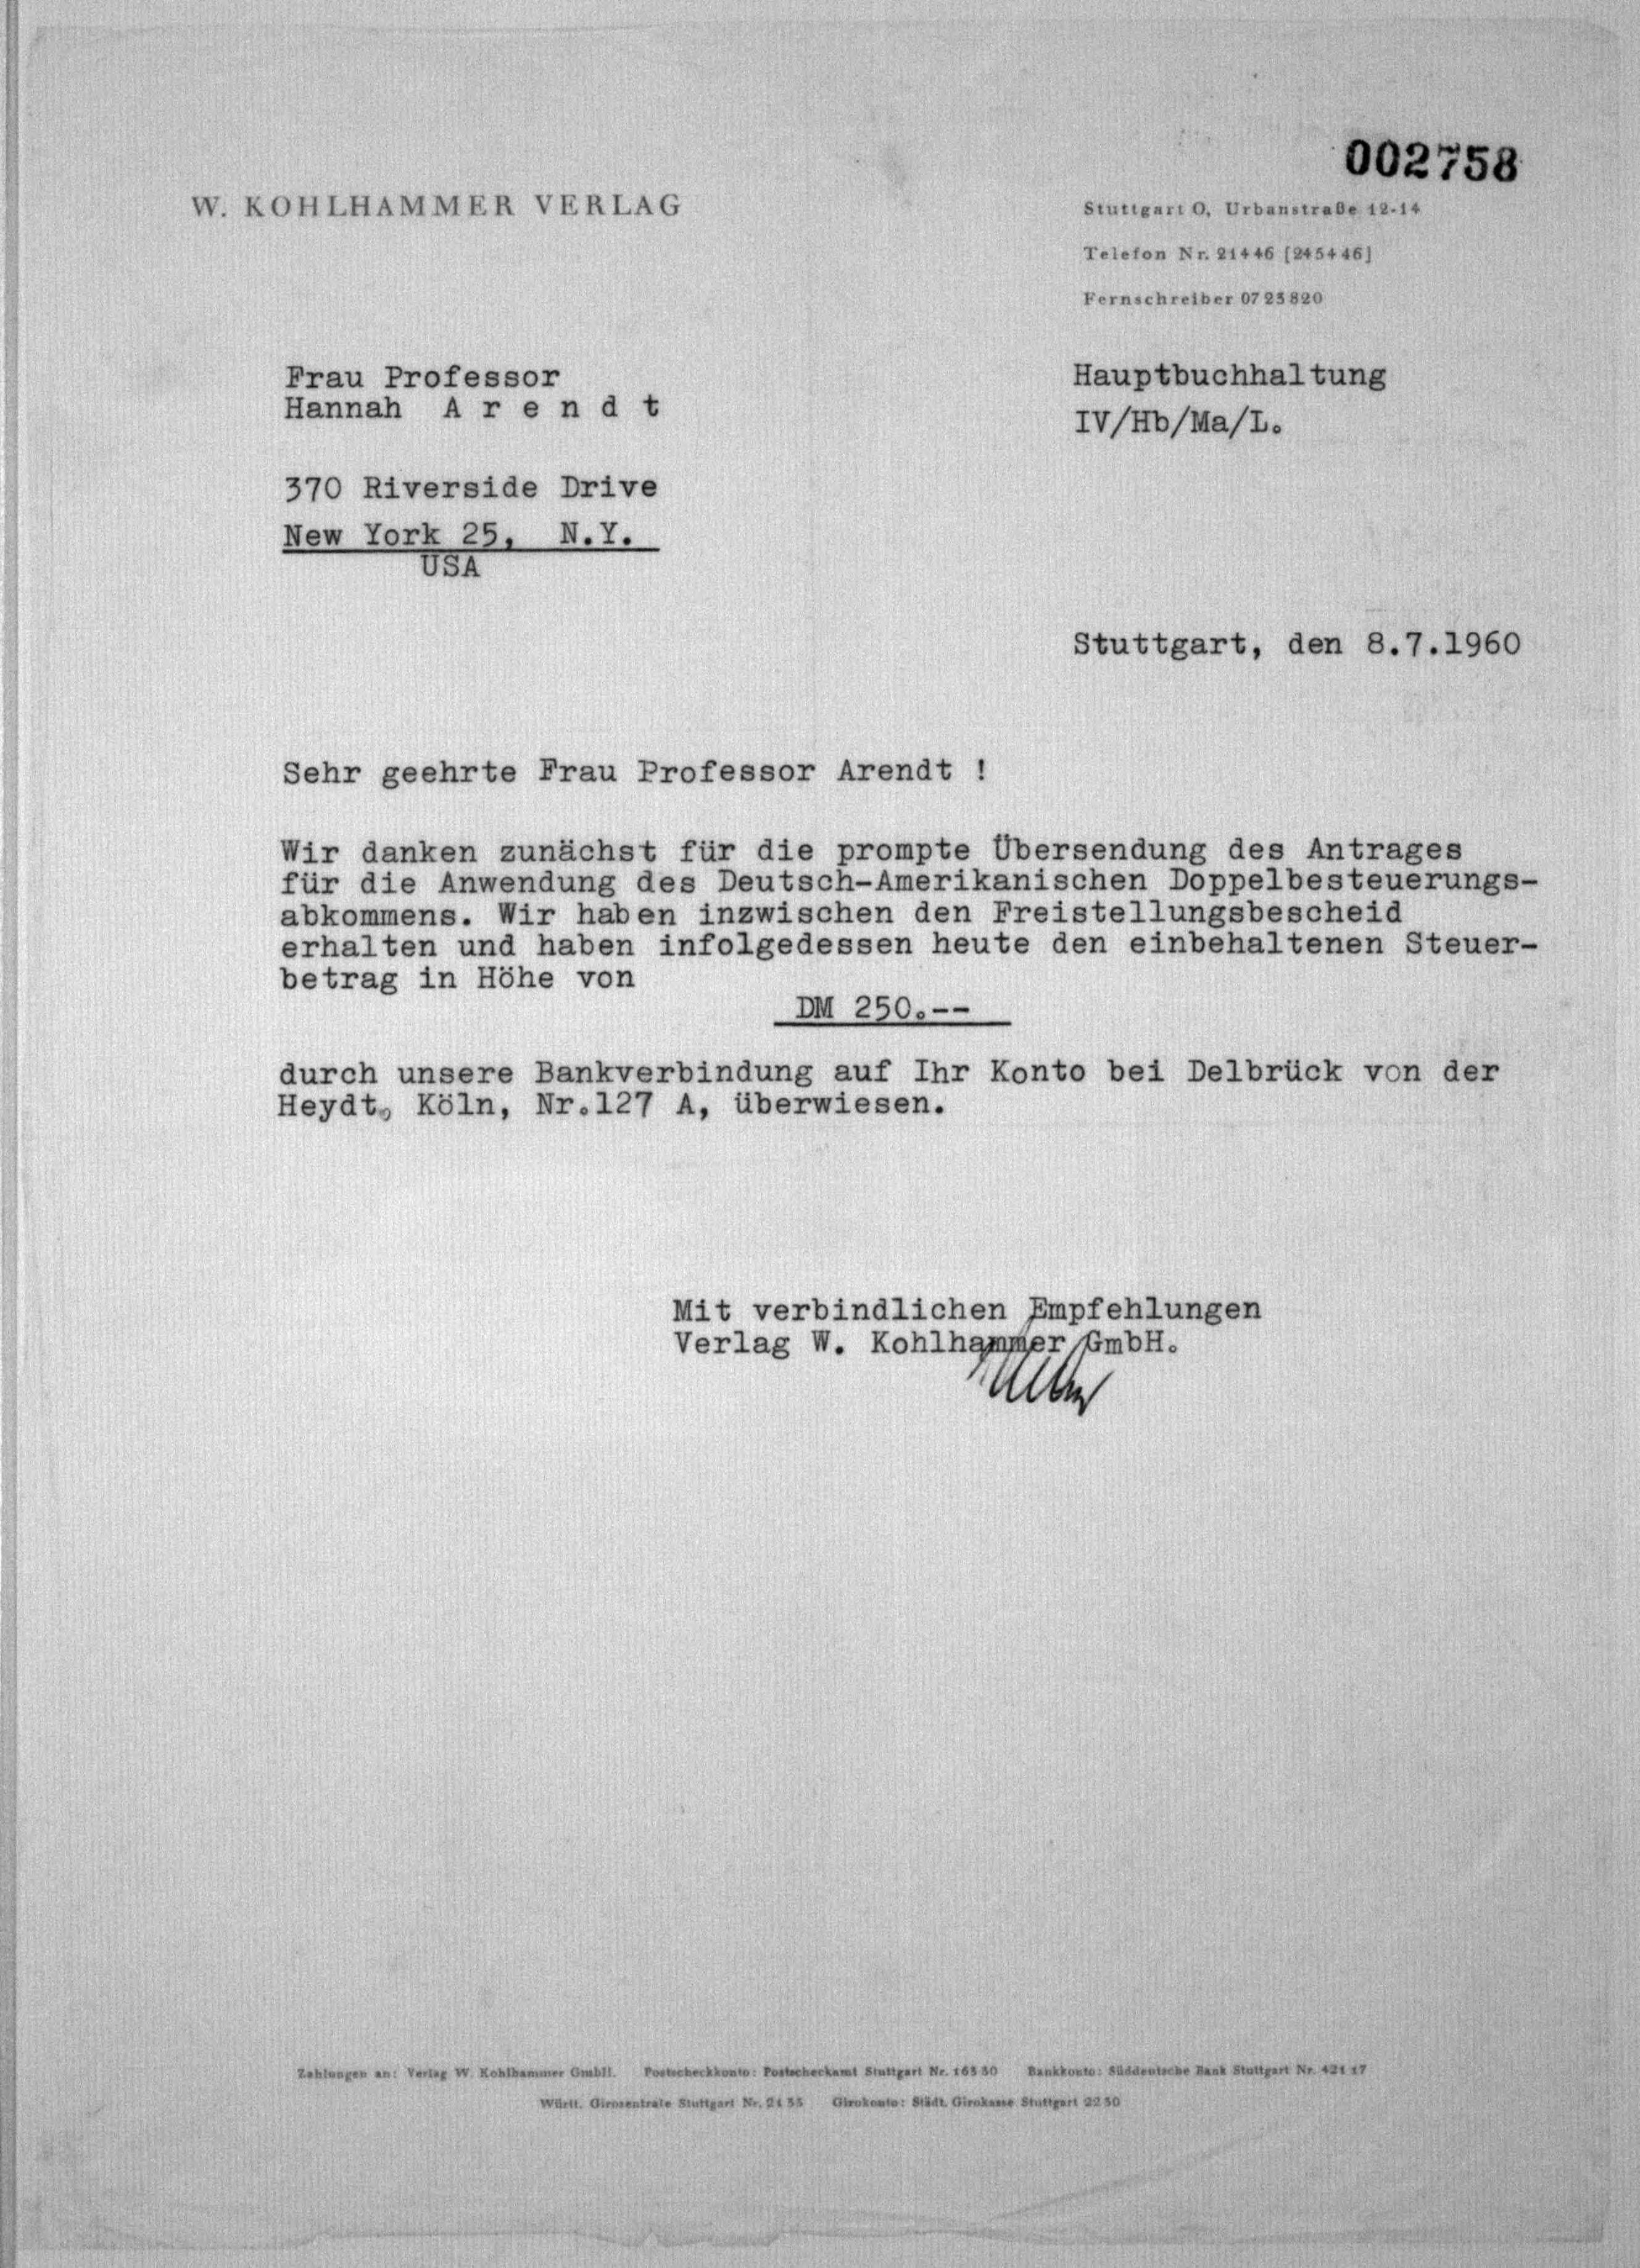 002758
W. KOHLHAMMER VERLAG
Stuttgart O, Urbanstraße 12-14
Telefon Nr. 21446 [245446]
Fernschreiber 0723820
Frau Professor
Hannah A r e n d t
Hauptbuchhaltung
IV/Hb/Ma/L.
370 Riverside Drive
New York 25, N.Y.
USA
Stuttgart, den 8.7.1960
Sehr geehrte Frau Professor Arendt !
Wir danken zunächst für die prompte Übersendung des Antrages
für die Anwendung des Deutsch-Amerikanischen Doppelbesteuerungs-
abkommens. Wir haben inzwischen den Freistellungsbescheid
erhalten und haben infolgedessen heute den einbehaltenen Steuer-
betrag in Höhe von
DM 250.--
durch unsere Bankverbindung auf Ihr Konto bei Delbrück von der
Heydt, Köln, Nr.127 A, überwiesen.
Mit verbindlichen Empfehlungen
Verlag W. Kohlhammer GmbH.
Zahlungen an: Verlag W. Kohlhammer GmbH. Postscheckkonto: Postscheckamt Stuttgart Nr. 16330 Bankkonto: Süddeutsche Bank Stuttgart Nr. 42117
Württ. Girozentrale Stuttgart Nr. 2135 Girokonto: Städt. Girokasse Stuttgart 2250